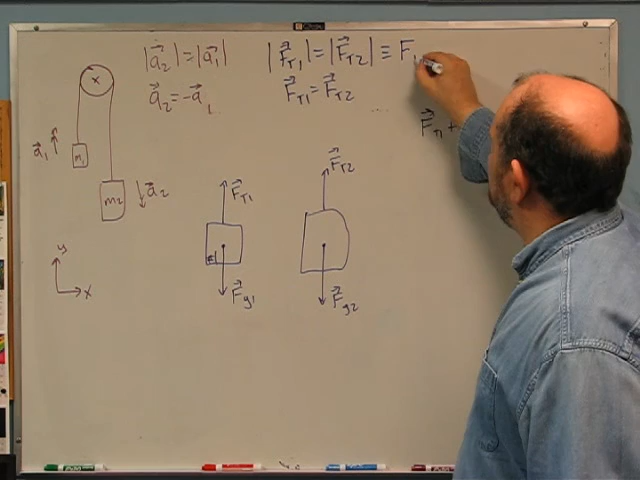 |a⃗₂| = |a⃗₁|
a⃗₂ = -a⃗₁
|F⃗T1| = |F⃗T2| ≡ F
F⃗T1 = F⃗T2
F⃗T1 +
x
a⃗₁
m₁
m₂
a⃗₂
y
x
F⃗T1
F⃗g1
F⃗T2
F⃗g2